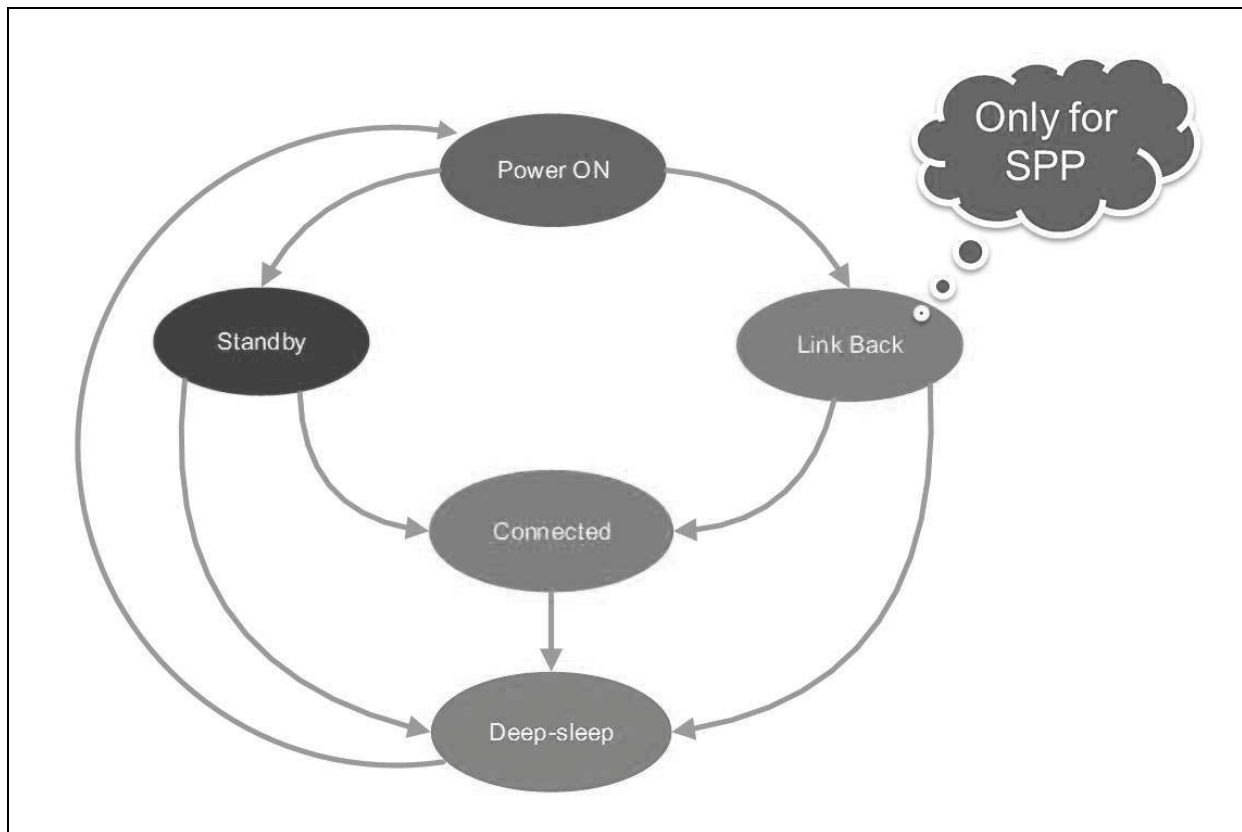 Only for
SPP
Power ON
Standby
Link Back
Connected
Deep-sleep